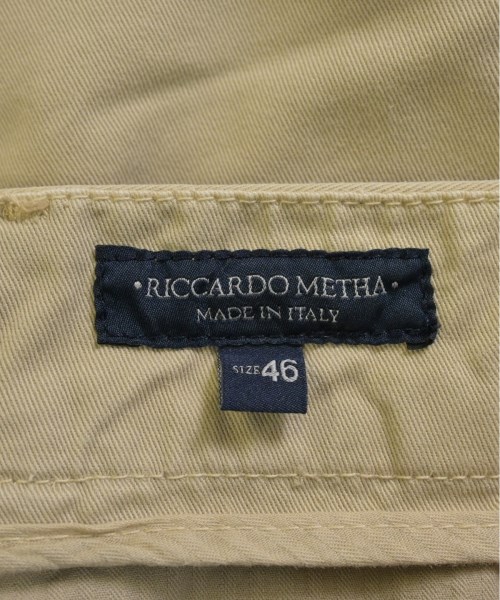 · RICCARDO METHA ·
MADE IN ITALY
SIZE 46